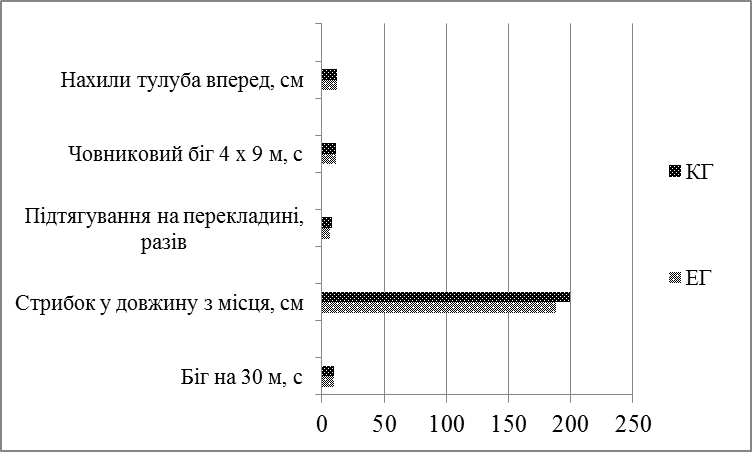 Нахили тулуба вперед, см
Човниковий біг 4 х 9 м, с
Підтягування на перекладині,
разів
Стрибок у довжину з місця, см
Біг на 30 м, с
0 50 100 150 200 250
КГ
ЕГ